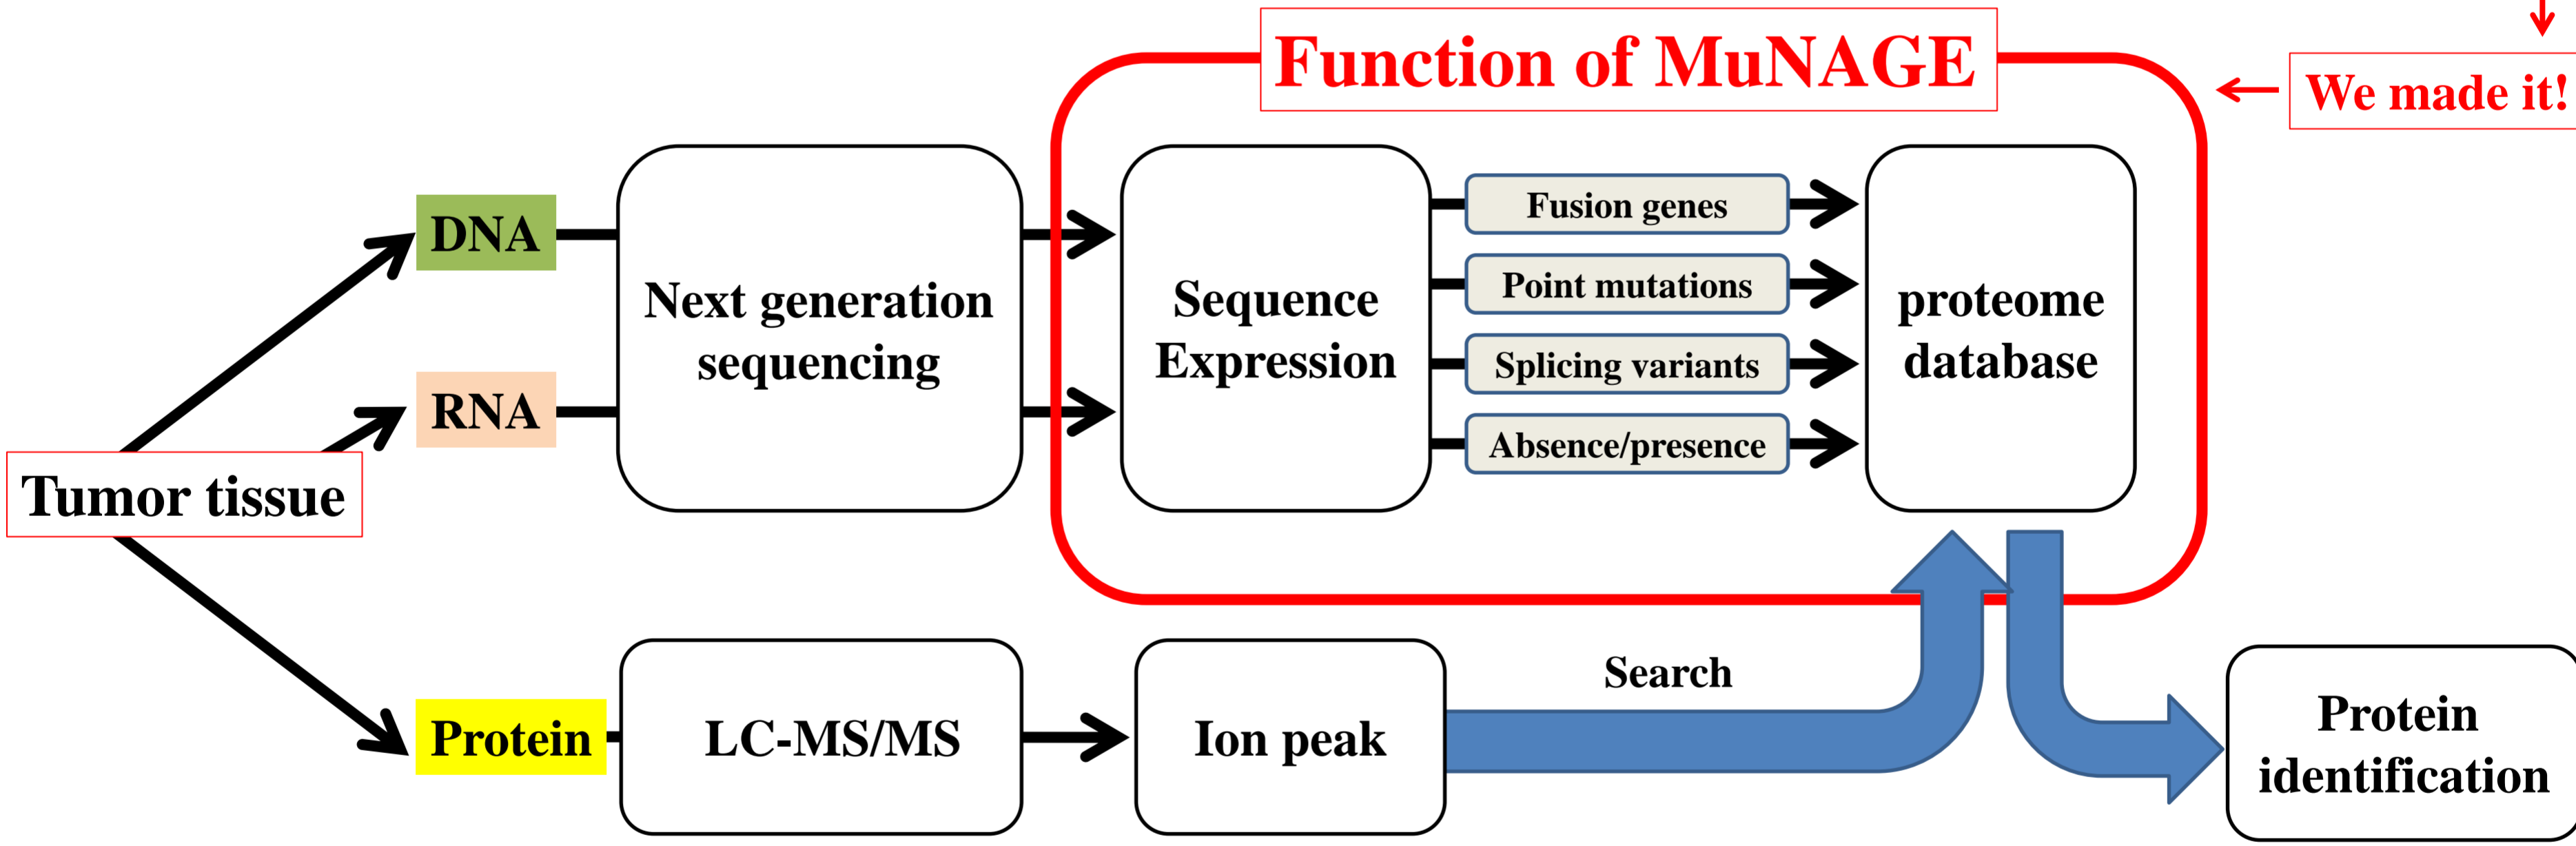 Function of MuNAGE
We made it!
DNA
RNA
Tumor tissue
Next generation
sequencing
Sequence
Expression
Fusion genes
Point mutations
Splicing variants
Absence/presence
proteome
database
Protein
LC-MS/MS
Ion peak
Search
Protein
identification